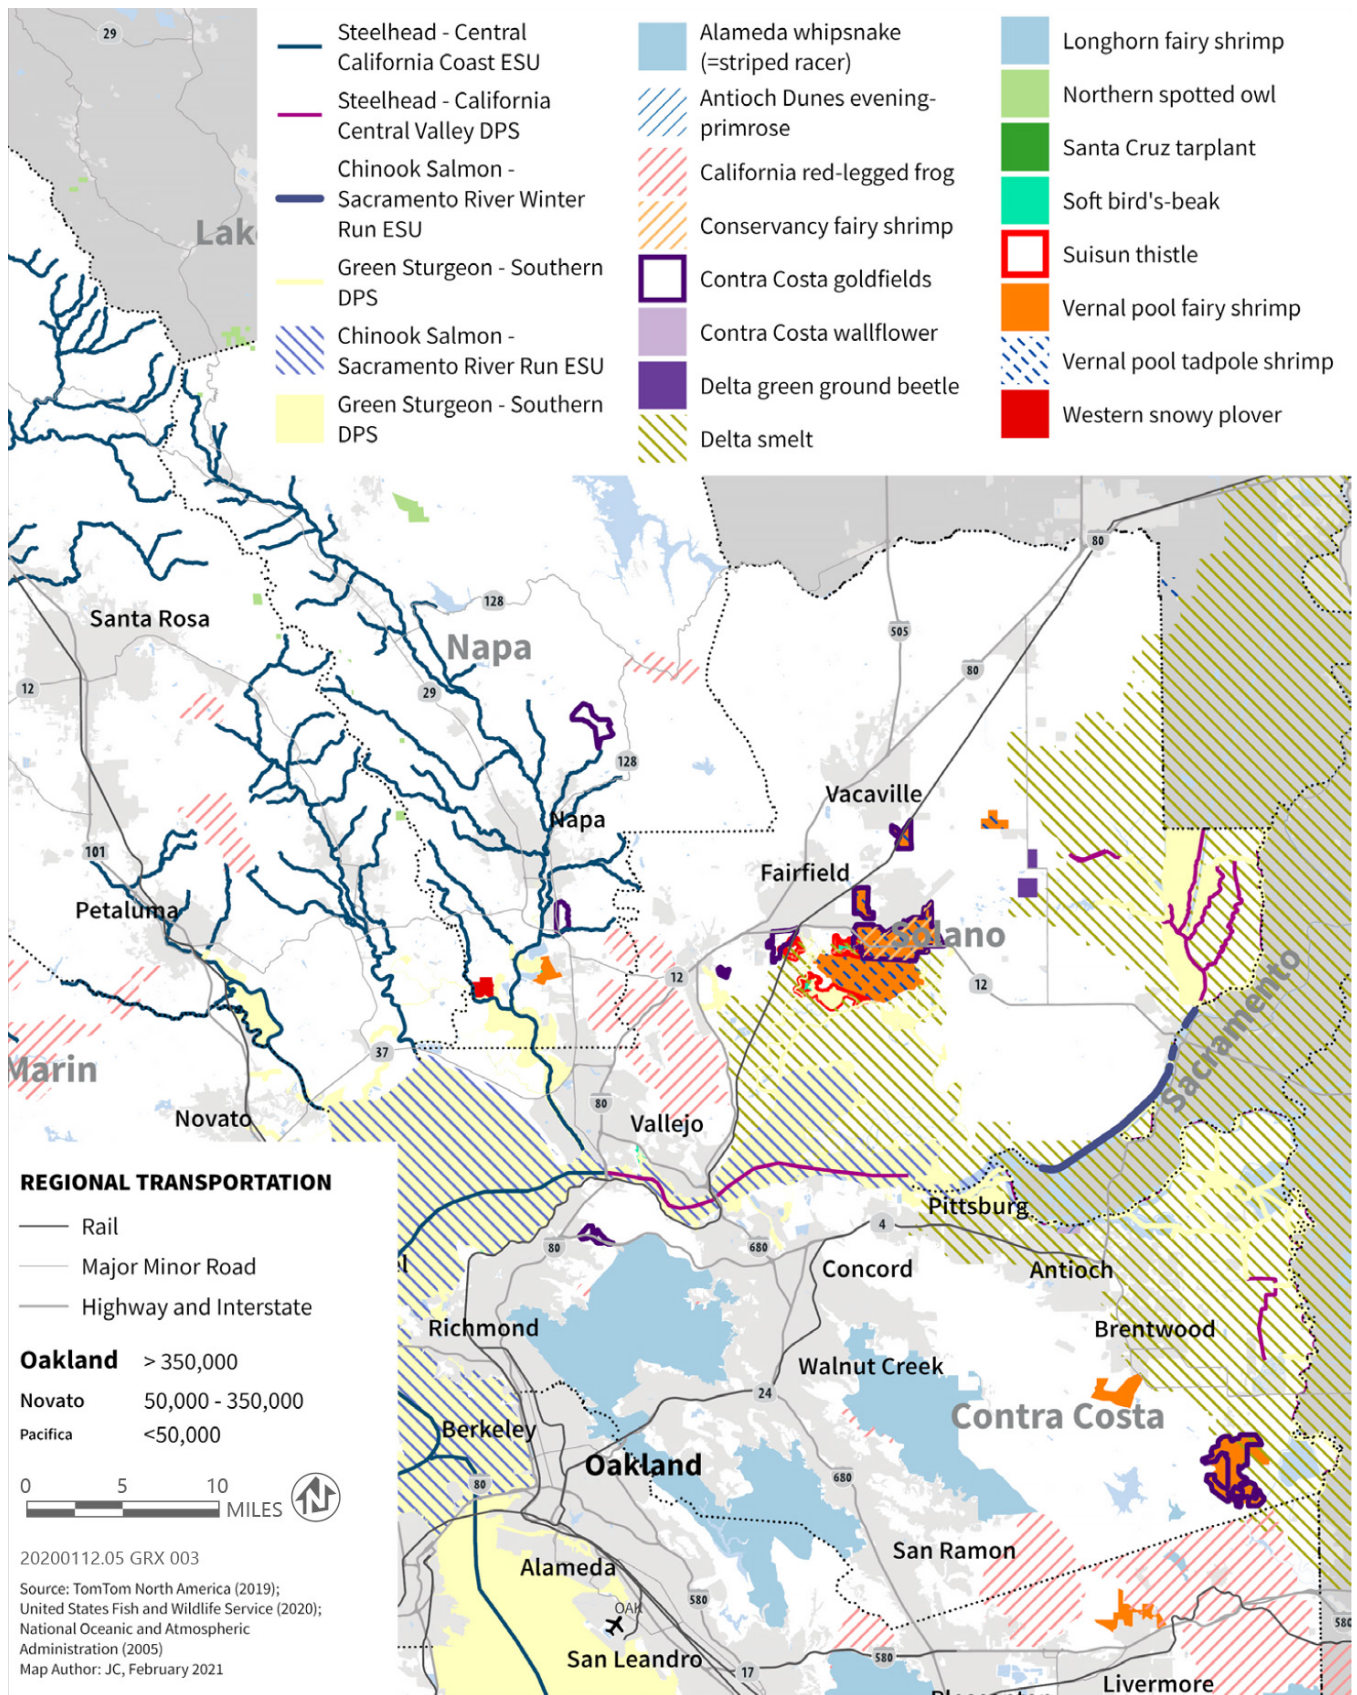 Steelhead - Central
California Coast ESU
Steelhead - California
Central Valley DPS
Chinook Salmon -
Sacramento River Winter
Run ESU
Green Sturgeon - Southern
DPS
Chinook Salmon -
Sacramento River Run ESU
Green Sturgeon - Southern
DPS
Alameda whipsnake
(=striped racer)
Antioch Dunes evening-
primrose
California red-legged frog
Conservancy fairy shrimp
Contra Costa goldfields
Contra Costa wallflower
Delta green ground beetle
Delta smelt
Longhorn fairy shrimp
Northern spotted owl
Santa Cruz tarplant
Soft bird's-beak
Suisun thistle
Vernal pool fairy shrimp
Vernal pool tadpole shrimp
Western snowy plover
29
Lak
80
128
Santa Rosa
505
Napa
80
12
29
128
Vacaville
Napa
101
Fairfield
Petaluma
Solano
12
12
Sacramento
37
Marin
80
Novato
Vallejo
Pittsburg
4
80
680
Concord
Antioch
Richmond
Brentwood
Walnut Creek
24
Contra Costa
Berkeley
Oakland
680
80
San Ramon
Alameda
580
OAK
580
San Leandro
580
17
Livermore
REGIONAL TRANSPORTATION
Rail
Major Minor Road
Highway and Interstate
Oakland > 350,000
Novato 50,000 - 350,000
Pacifica <50,000
0 5 10
MILES
N
20200112.05 GRX 003
Source: TomTom North America (2019);
United States Fish and Wildlife Service (2020);
National Oceanic and Atmospheric
Administration (2005)
Map Author: JC, February 2021